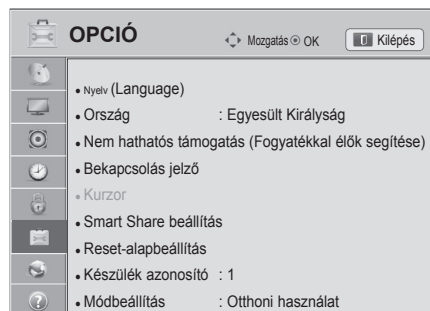 OPCIÓ Mozgatás OK Kilépés
• Nyelv (Language)
• Ország : Egyesült Királyság
• Nem hathatós támogatás (Fogyatékkal élők segítése)
• Bekapcsolás jelző
• Kurzor
• Smart Share beállítás
• Reset-alapbeállítás
• Készülék azonosító : 1
• Módbeállítás : Otthoni használat